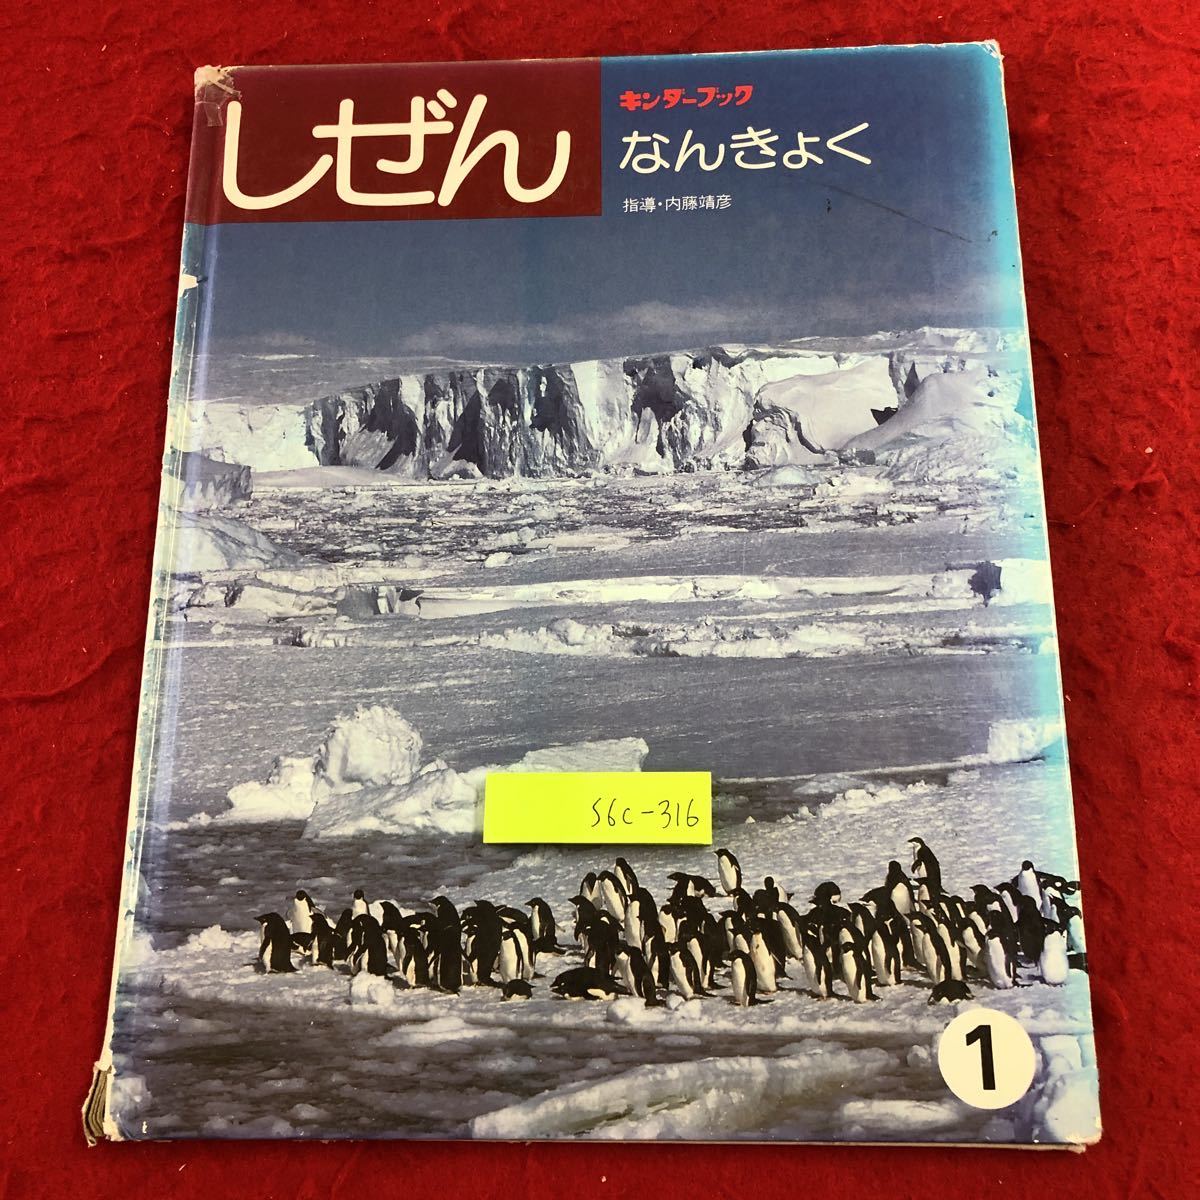 しぜん
キンダーブック
なんきょく
指導・内藤靖彦
S6C-316
1